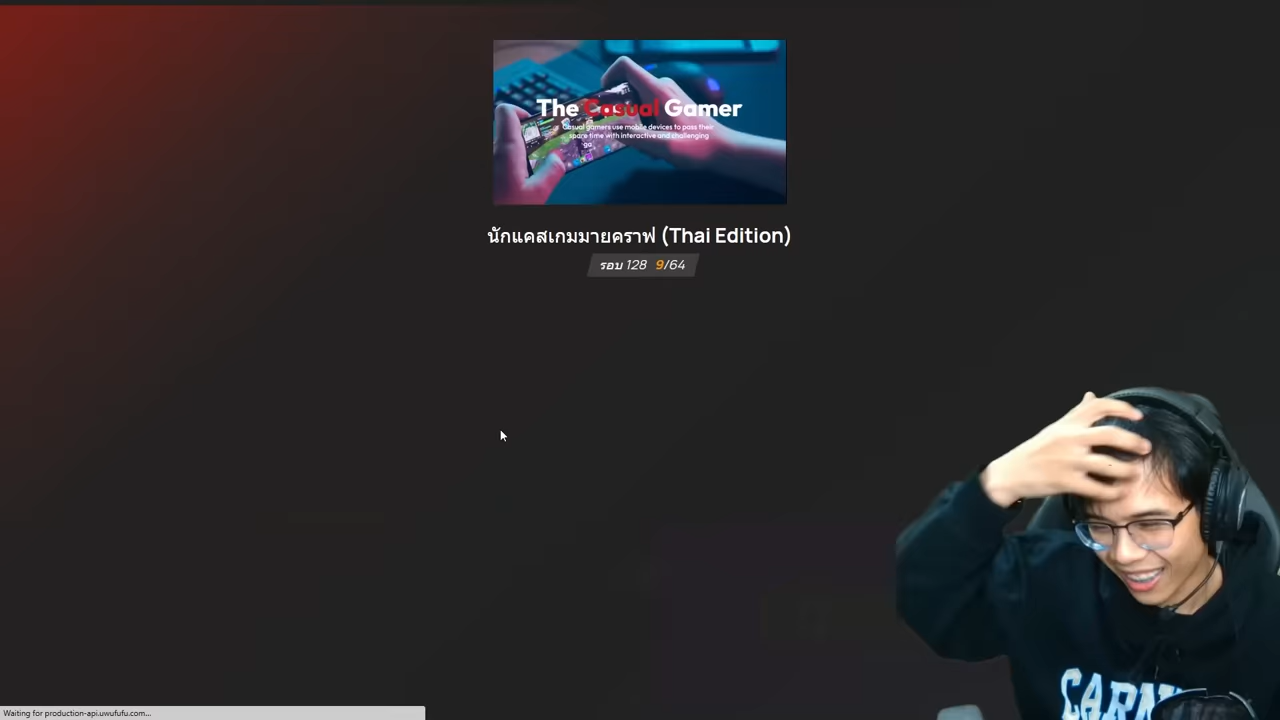 The Casual Gamer
Casual gamers use mobile devices to pass their
spare time with interactive and challenging
นักแคสเกมมายคราฟ (Thai Edition)
รอบ 128 9/64
CARN
Waiting for production-api.uwufufu.com...